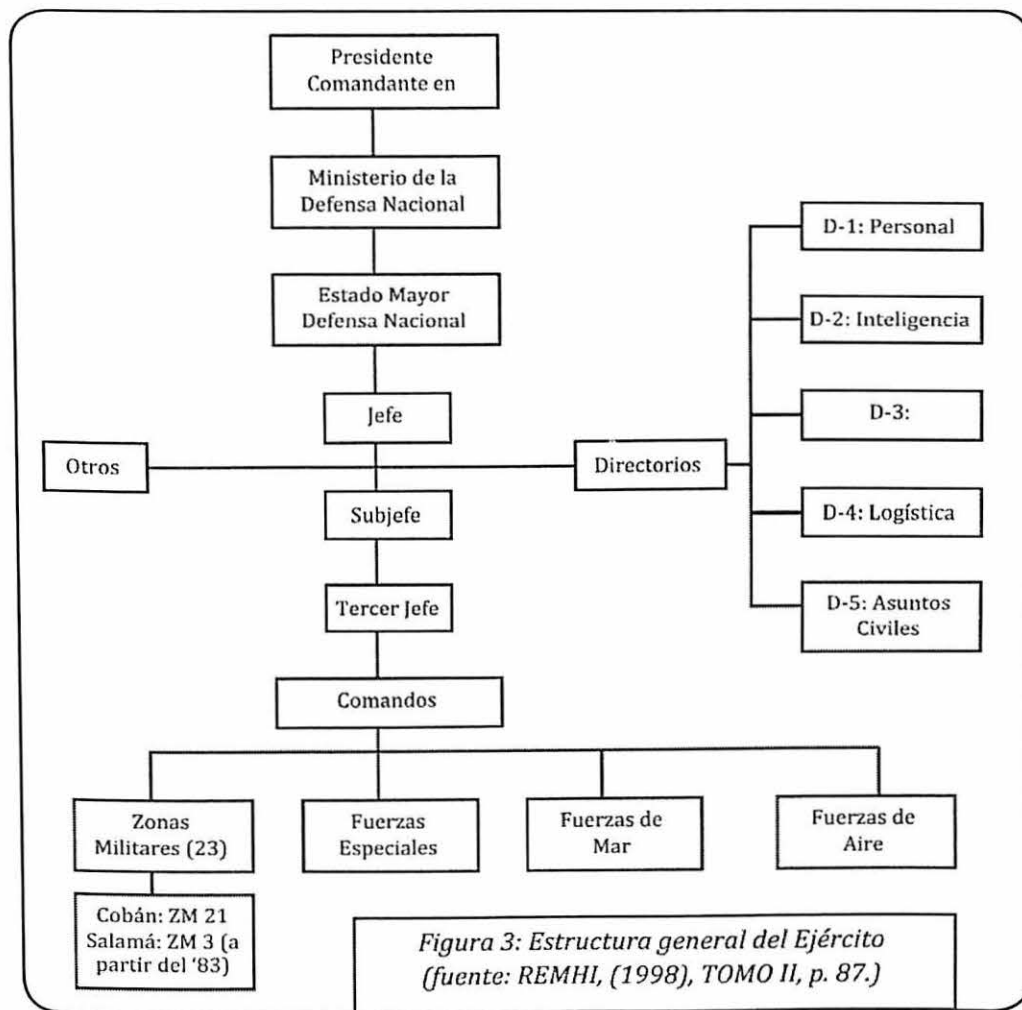 Presidente
Comandante en
Ministerio de la
Defensa Nacional
Estado Mayor
Defensa Nacional
Jefe
Otros
Directorios
Subjefe
Tercer Jefe
Comandos
D-1: Personal
D-2: Inteligencia
D-3:
D-4: Logística
D-5: Asuntos
Civiles
Zonas
Militares (23)
Fuerzas
Especiales
Fuerzas de
Mar
Fuerzas de
Aire
Cobán: ZM 21
Salamá: ZM 3 (a
partir del ‘83)
Figura 3: Estructura general del Ejército
(fuente: REMHI, (1998), TOMO II, p. 87.)